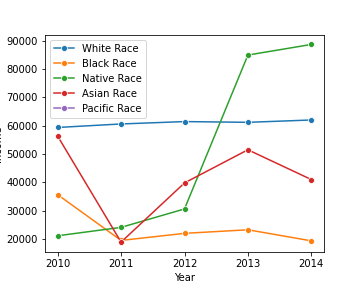 90000
80000
70000
60000
50000
40000
30000
20000
White Race
Black Race
Native Race
Asian Race
Pacific Race
2010 2011 2012 2013 2014
Year